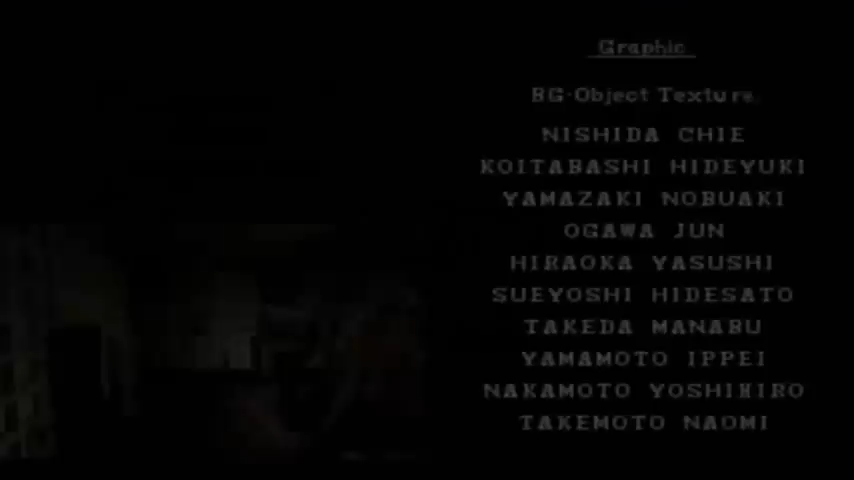 Graphic
BG-Object Texture
NISHIDA CHIE
KOITABASHI HIDEYUKI
YAMAZAKI NOBUAKI
OGAWA JUN
HIRAOKA YASUSHI
SUEYOSHI HIDESATO
TAKEDA MANABU
YAMAMOTO IPPEI
NAKAMOTO YOSHIHIRO
TAKEMOTO NAOMI